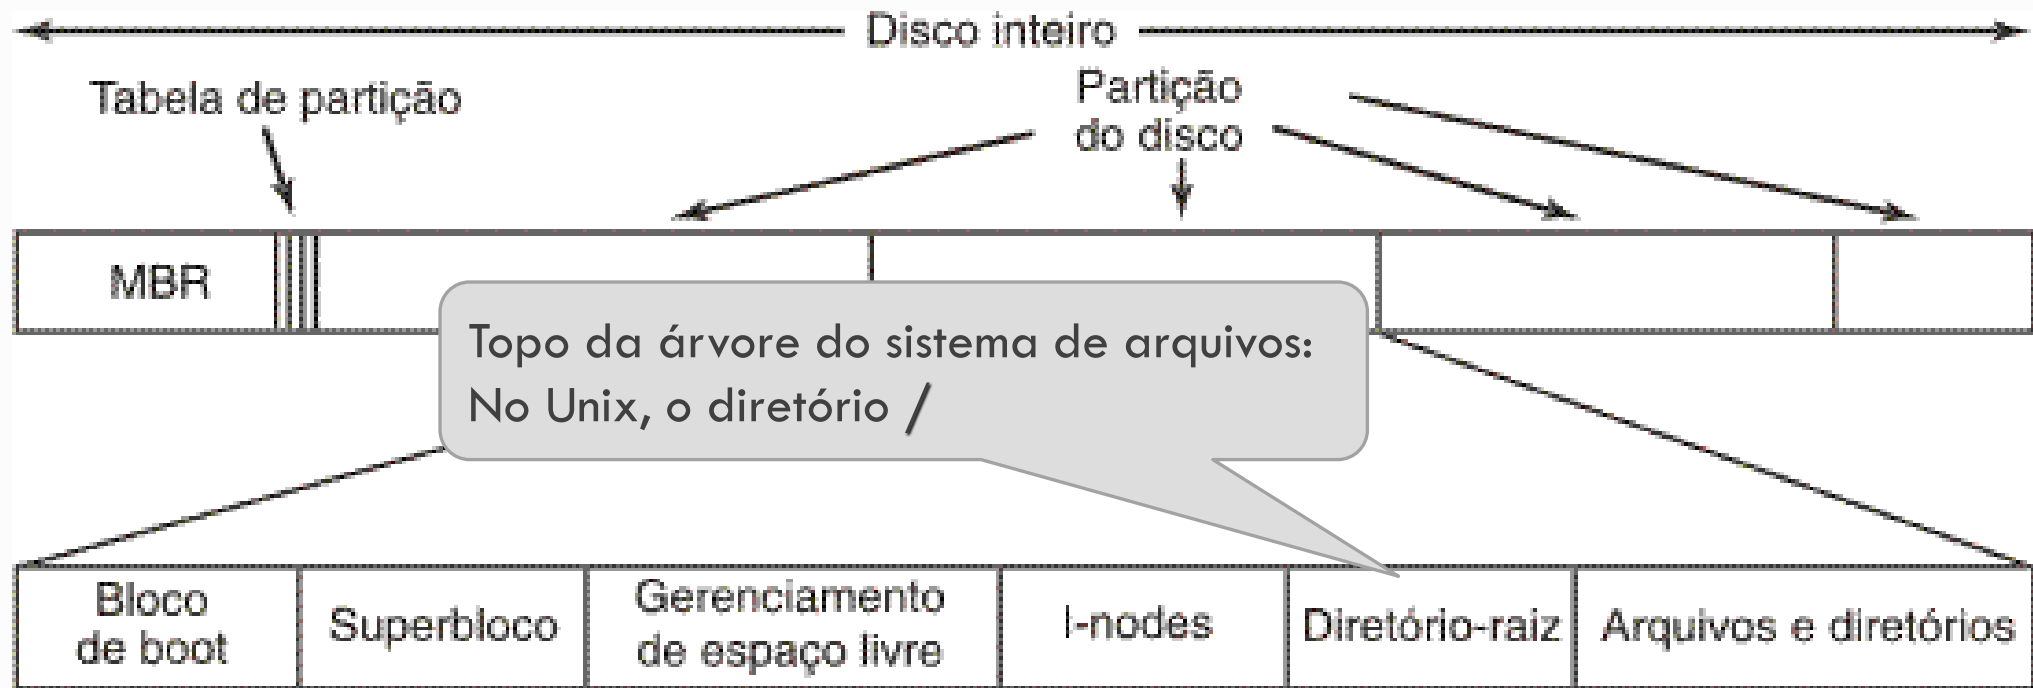 Disco inteiro
Tabela de partição
Partição
do disco
MBR
Topo da árvore do sistema de arquivos:
No Unix, o diretório /
Bloco
de boot
Superbloco
Gerenciamento
de espaço livre
I-nodes
Diretório-raiz
Arquivos e diretórios